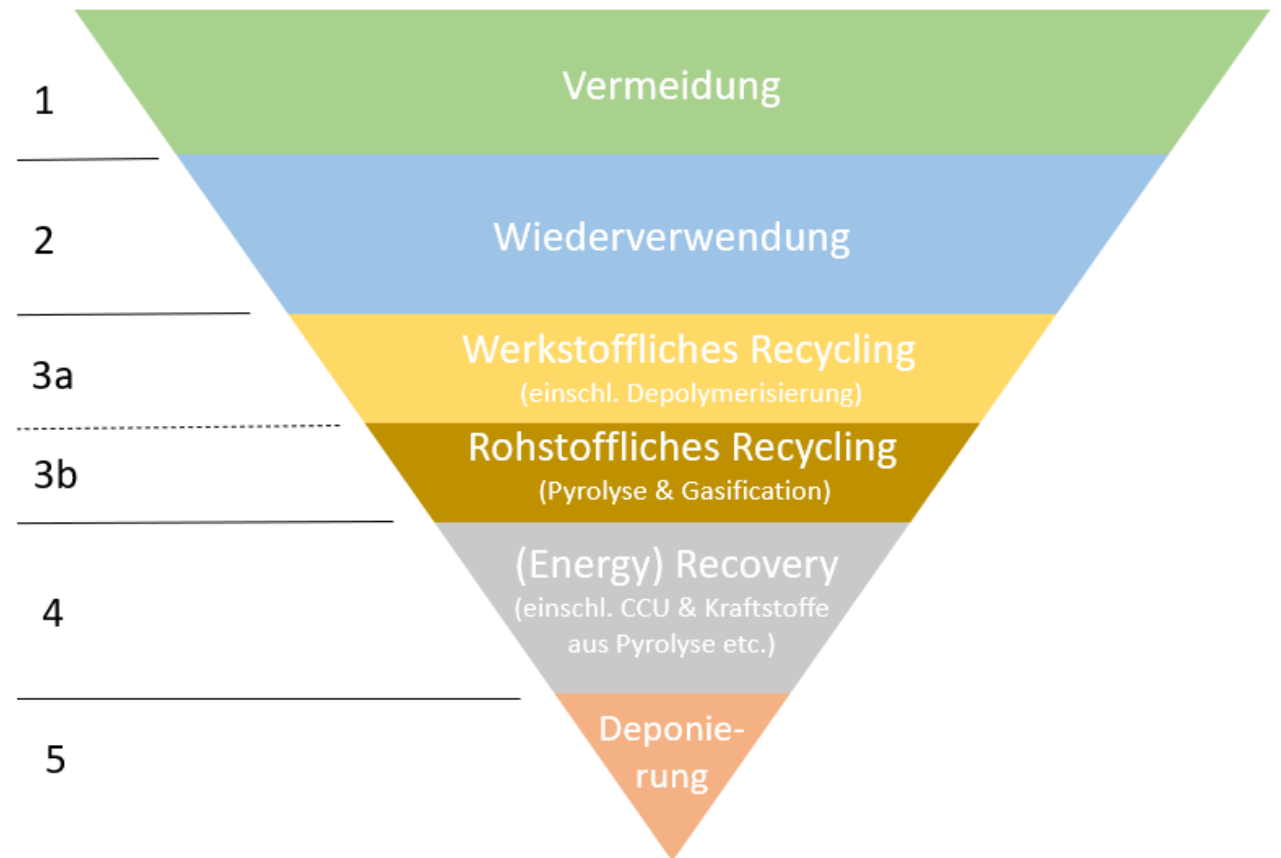 1
Vermeidung
2
Wiederverwendung
3a
Werkstoffliches Recycling
(einschl. Depolymerisierung)
3b
Rohstoffliches Recycling
(Pyrolyse & Gasification)
4
(Energy) Recovery
(einschl. CCU & Kraftstoffe
aus Pyrolyse etc.)
5
Deponie-
rung